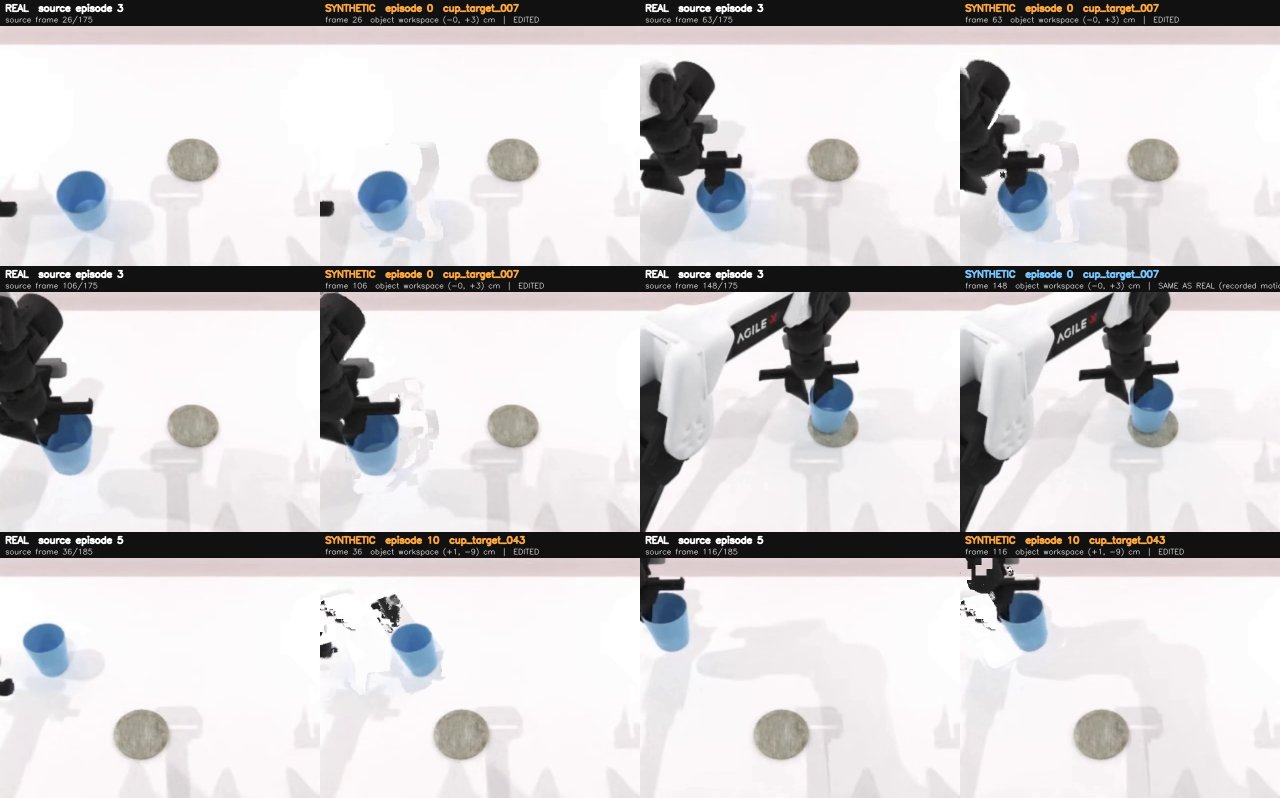 REAL source episode 3
source frame 26/175
SYNTHETIC episode 0 cup_target_007
frame 26 object workspace (−0, +3) cm | EDITED
REAL source episode 3
source frame 63/175
SYNTHETIC episode 0 cup_target_007
frame 63 object workspace (−0, +3) cm | EDITED
REAL source episode 3
source frame 106/175
SYNTHETIC episode 0 cup_target_007
frame 106 object workspace (−0, +3) cm | EDITED
REAL source episode 3
source frame 148/175
SYNTHETIC episode 0 cup_target_007
frame 148 object workspace (−0, +3) cm | SAME AS REAL (recorded motio
AGILE
AGILE
REAL source episode 5
source frame 36/185
SYNTHETIC episode 10 cup_target_043
frame 36 object workspace (+1, −9) cm | EDITED
REAL source episode 5
source frame 116/185
SYNTHETIC episode 10 cup_target_043
frame 116 object workspace (+1, −9) cm | EDITED